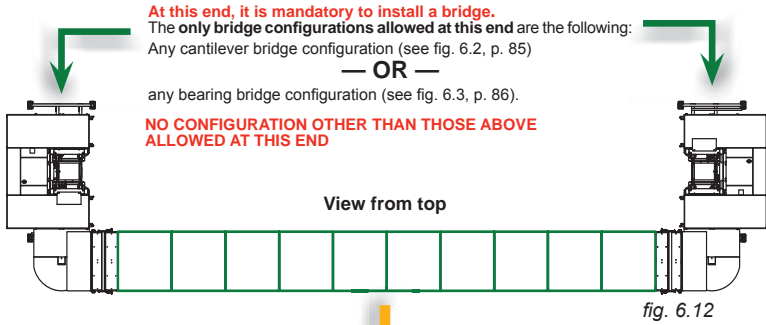 At this end, it is mandatory to install a bridge.
The only bridge configurations allowed at this end are the following:
Any cantilever bridge configuration (see fig. 6.2, p. 85)
— OR —
any bearing bridge configuration (see fig. 6.3, p. 86).
NO CONFIGURATION OTHER THAN THOSE ABOVE
ALLOWED AT THIS END
View from top
fig. 6.12